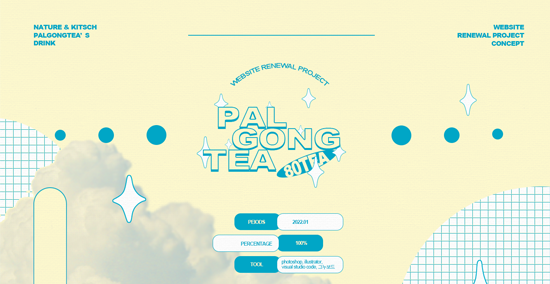 NATURE & KITSCH
PALGONGTEA' S
DRINK
WEBSITE
RENEWAL PROJECT
CONCEPT
WEBSITE RENEWAL PROJECT
PAL
GONG
TEA
80TEA
PEIODS 2022.01
PERCENTAGE 100%
TOOL photoshop, illustrator,
visual studio code, 그누보드